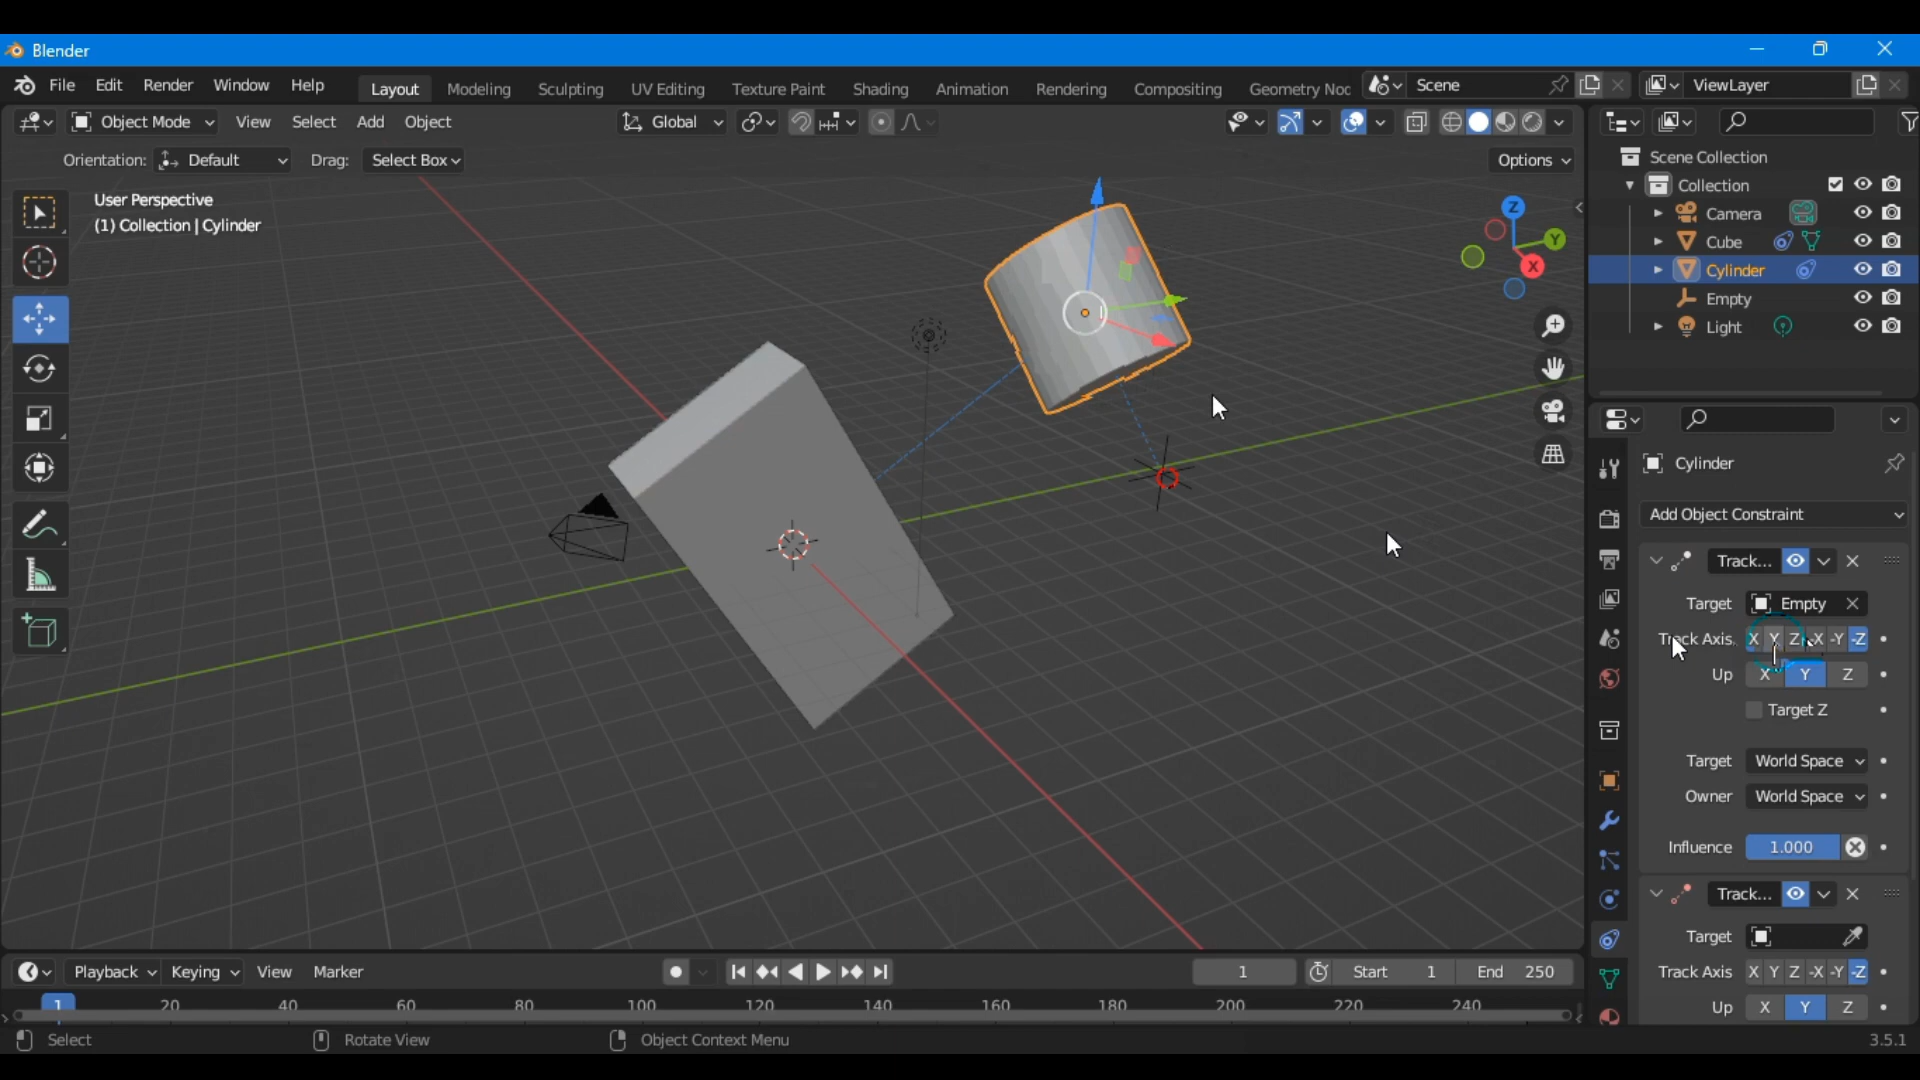 Blender
File Edit Render Window Help Layout Modeling Sculpting UV Editing Texture Paint Shading Animation Rendering Compositing Geometry Noc Scene ViewLayer
Object Mode View Select Add Object Global
Orientation: Default Drag: Select Box Options
User Perspective
(1) Collection | Cylinder
Z
Y
X
Scene Collection
Collection
Camera
Cube
Cylinder
Empty
Light
Cylinder
Add Object Constraint
Track...
Target Empty
Track Axis X Y Z -X -Y -Z
Up X Y Z
Target Z
Target World Space
Owner World Space
Influence 1.000
Track...
Target
Track Axis X Y Z -X -Y -Z
Up X Y Z
Playback Keying View Marker 1 Start 1 End 250
1 20 40 60 80 100 120 140 160 180 200 220 240
Select Rotate View Object Context Menu 3.5.1